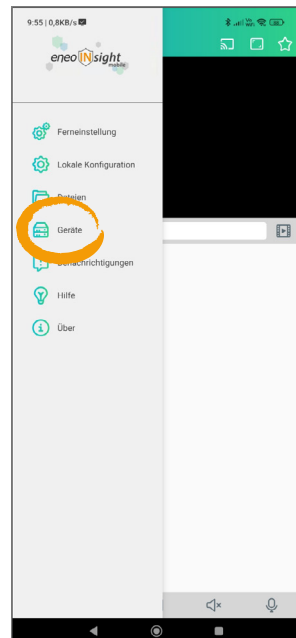 9:55 | 0,8KB/s
eneo INsight
mobile
Ferneinstellung
Lokale Konfiguration
Dateien
Geräte
Benachrichtigungen
Hilfe
Über